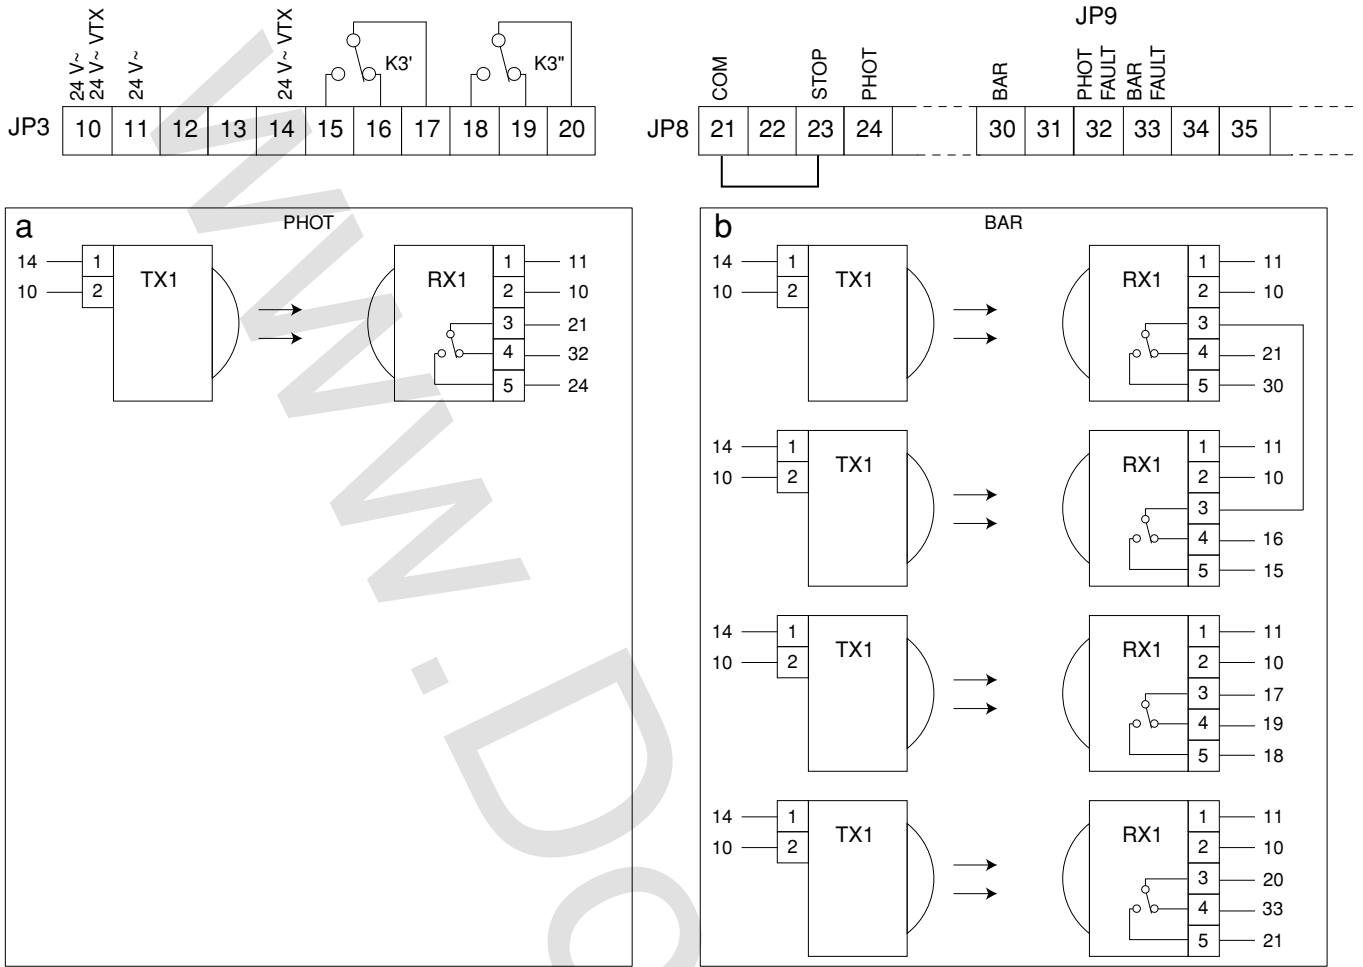 JP9
24 V~
24 V~ VTX
24 V~
24 V~ VTX
K3'
K3"
COM
STOP
PHOT
BAR
PHOT
FAULT
BAR
FAULT
JP3 10 11 12 13 14 15 16 17 18 19 20
JP8 21 22 23 24 30 31 32 33 34 35
a PHOT
14 1 TX1 RX1 1 11
10 2 2 10
3 21
4 32
5 24
b BAR
14 1 TX1 RX1 1 11
10 2 2 10
3
4 21
5 30
14 1 TX1 RX1 1 11
10 2 2 10
3
4 16
5 15
14 1 TX1 RX1 1 11
10 2 2 10
3 17
4 19
5 18
14 1 TX1 RX1 1 11
10 2 2 10
3 20
4 33
5 21
www.Do